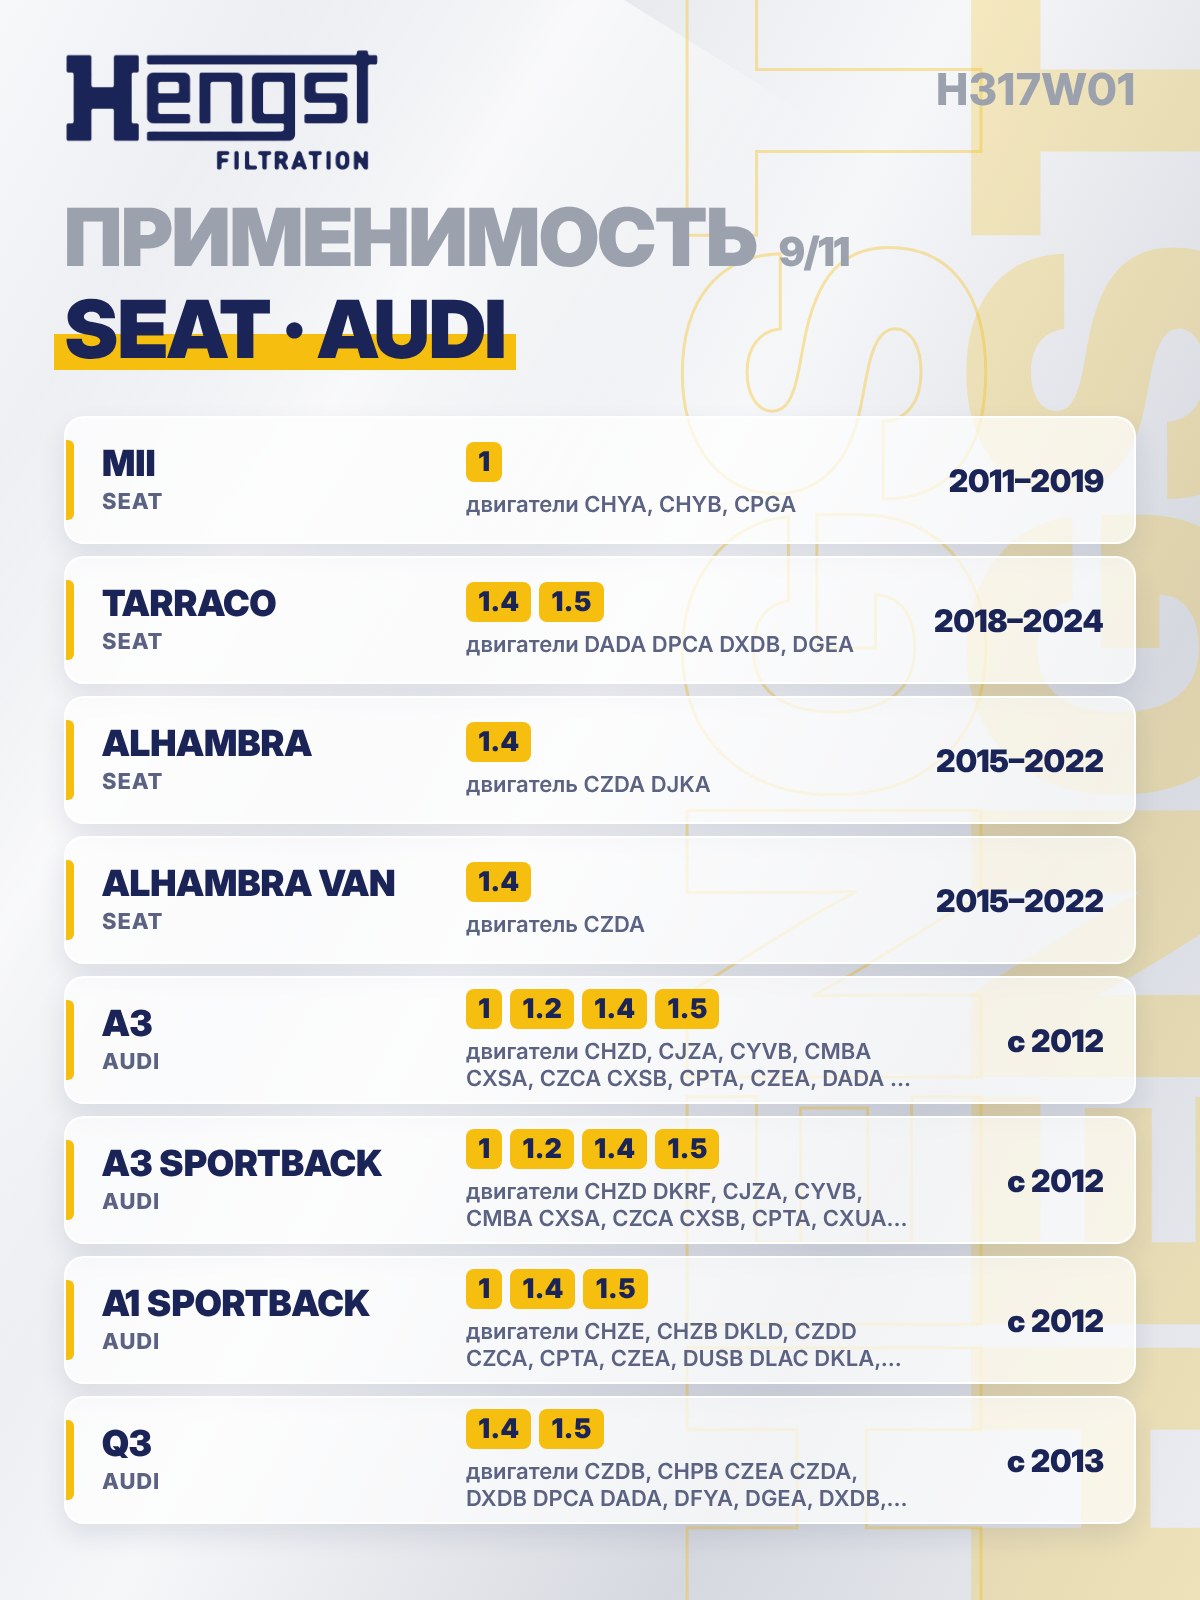 Hengst
FILTRATION
H317W01
ПРИМЕНИМОСТЬ 9/11
SEAT · AUDI
MII
SEAT
1
двигатели CHYA, CHYB, CPGA
2011–2019
TARRACO
SEAT
1.4 1.5
двигатели DADA DPCA DXDB, DGEA
2018–2024
ALHAMBRA
SEAT
1.4
двигатель CZDA DJKA
2015–2022
ALHAMBRA VAN
SEAT
1.4
двигатель CZDA
2015–2022
A3
AUDI
1 1.2 1.4 1.5
двигатели CHZD, CJZA, CYVB, CMBA
CXSA, CZCA CXSB, CPTA, CZEA, DADA ...
с 2012
A3 SPORTBACK
AUDI
1 1.2 1.4 1.5
двигатели CHZD DKRF, CJZA, CYVB,
CMBA CXSA, CZCA CXSB, CPTA, CXUA...
с 2012
A1 SPORTBACK
AUDI
1 1.4 1.5
двигатели CHZE, CHZB DKLD, CZDD
CZCA, CPTA, CZEA, DUSB DLAC DKLA,...
с 2012
Q3
AUDI
1.4 1.5
двигатели CZDB, CHPB CZEA CZDA,
DXDB DPCA DADA, DFYA, DGEA, DXDB,...
с 2013
HENGST
HENGST